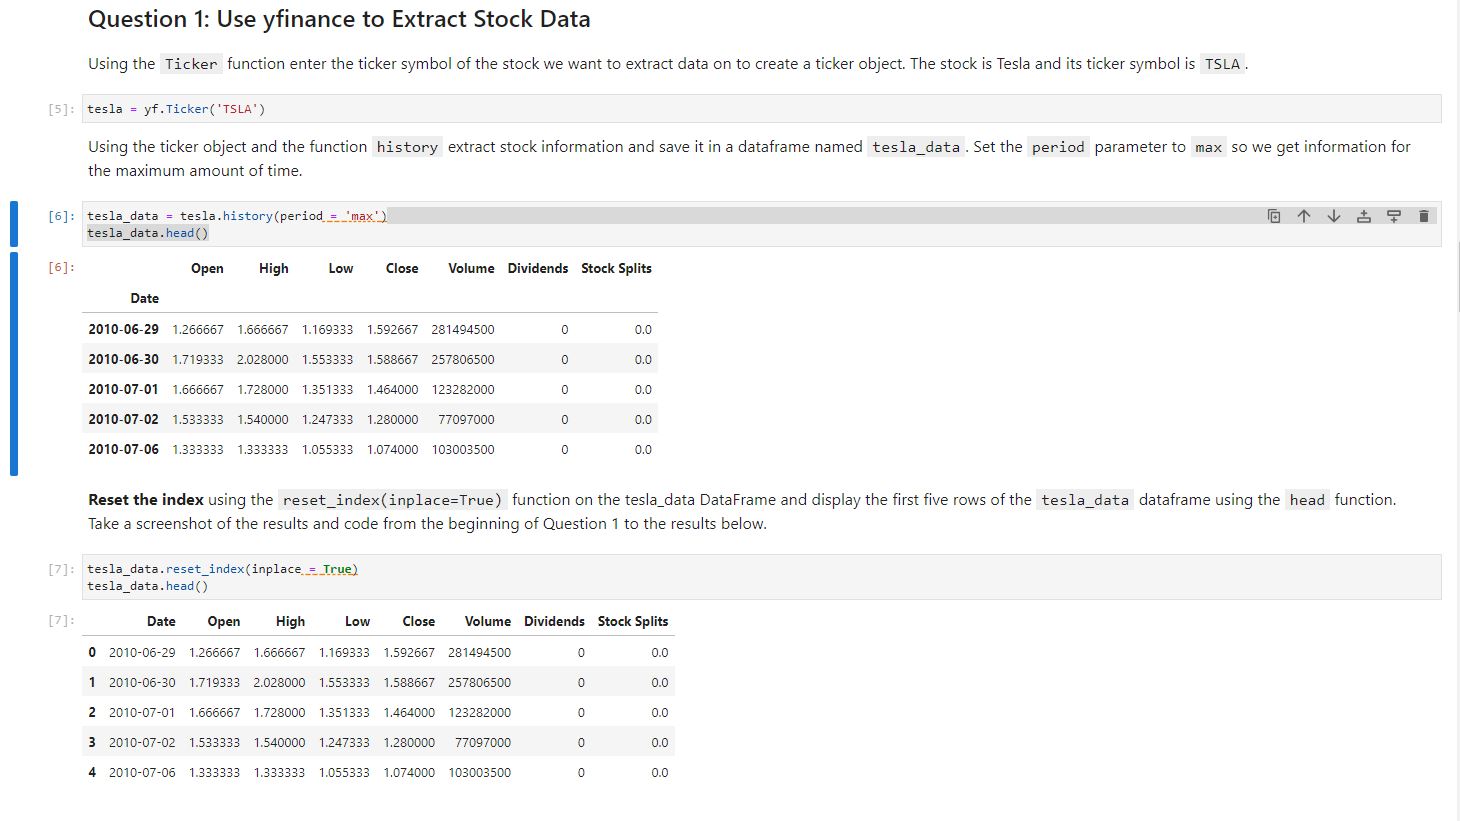 Question 1: Use yfinance to Extract Stock Data
Using the Ticker function enter the ticker symbol of the stock we want to extract data on to create a ticker object. The stock is Tesla and its ticker symbol is TSLA.
[5]: tesla = yf.Ticker('TSLA')
Using the ticker object and the function history extract stock information and save it in a dataframe named tesla_data. Set the period parameter to max so we get information for
the maximum amount of time.
[6]: tesla_data = tesla.history(period = 'max')
tesla_data.head()
[6]: Open High Low Close Volume Dividends Stock Splits
Date
2010-06-29 1.266667 1.666667 1.169333 1.592667 281494500 0 0.0
2010-06-30 1.719333 2.028000 1.553333 1.588667 257806500 0 0.0
2010-07-01 1.666667 1.728000 1.351333 1.464000 123282000 0 0.0
2010-07-02 1.533333 1.540000 1.247333 1.280000 77097000 0 0.0
2010-07-06 1.333333 1.333333 1.055333 1.074000 103003500 0 0.0
Reset the index using the reset_index(inplace=True) function on the tesla_data DataFrame and display the first five rows of the tesla_data dataframe using the head function.
Take a screenshot of the results and code from the beginning of Question 1 to the results below.
[7]: tesla_data.reset_index(inplace = True)
tesla_data.head()
[7]: Date Open High Low Close Volume Dividends Stock Splits
0 2010-06-29 1.266667 1.666667 1.169333 1.592667 281494500 0 0.0
1 2010-06-30 1.719333 2.028000 1.553333 1.588667 257806500 0 0.0
2 2010-07-01 1.666667 1.728000 1.351333 1.464000 123282000 0 0.0
3 2010-07-02 1.533333 1.540000 1.247333 1.280000 77097000 0 0.0
4 2010-07-06 1.333333 1.333333 1.055333 1.074000 103003500 0 0.0